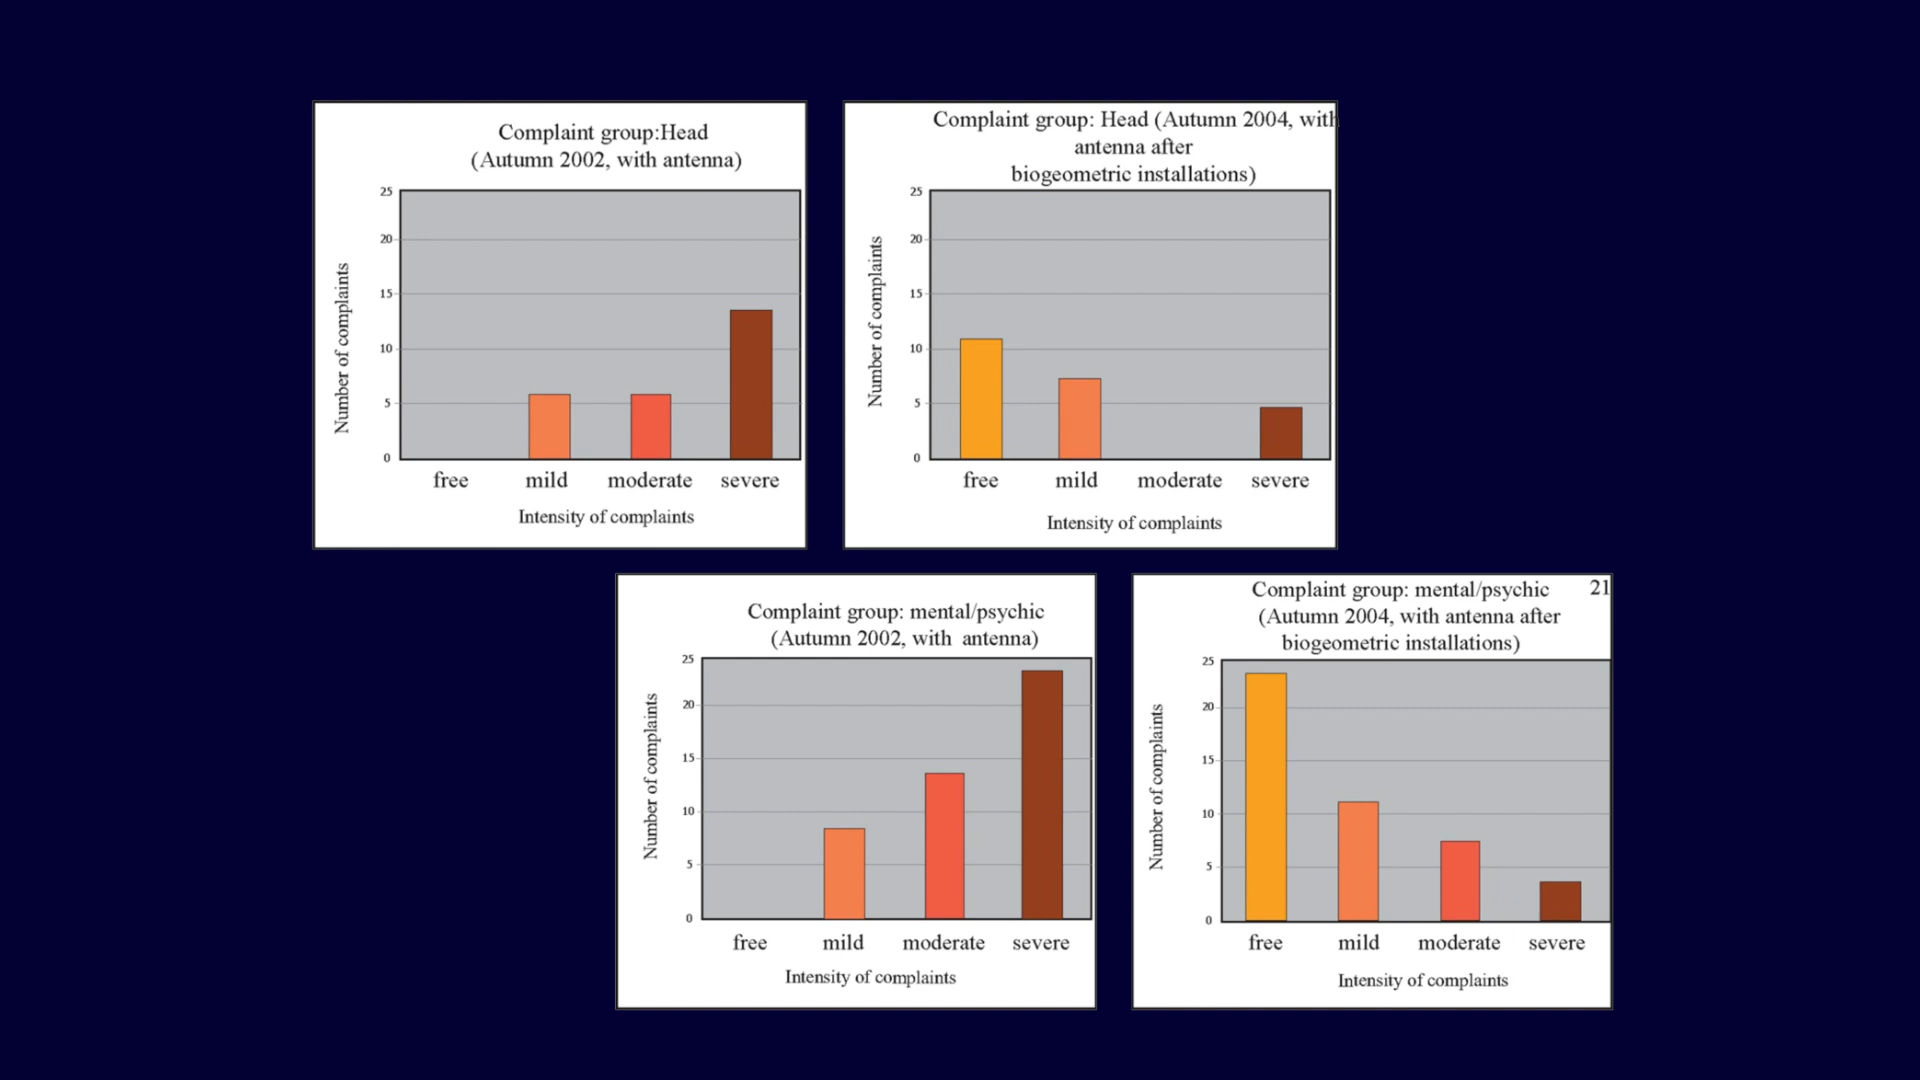 Complaint group:Head
(Autumn 2002, with antenna)
25
20
15
10
5
0
Number of complaints
free mild moderate severe
Intensity of complaints
Complaint group: Head (Autumn 2004, with
antenna after
biogeometric installations)
25
20
15
10
5
0
Number of complaints
free mild moderate severe
Intensity of complaints
Complaint group: mental/psychic
(Autumn 2002, with antenna)
25
20
15
10
5
0
Number of complaints
free mild moderate severe
Intensity of complaints
Complaint group: mental/psychic 21
(Autumn 2004, with antenna after
biogeometric installations)
25
20
15
10
5
0
Number of complaints
free mild moderate severe
Intensity of complaints